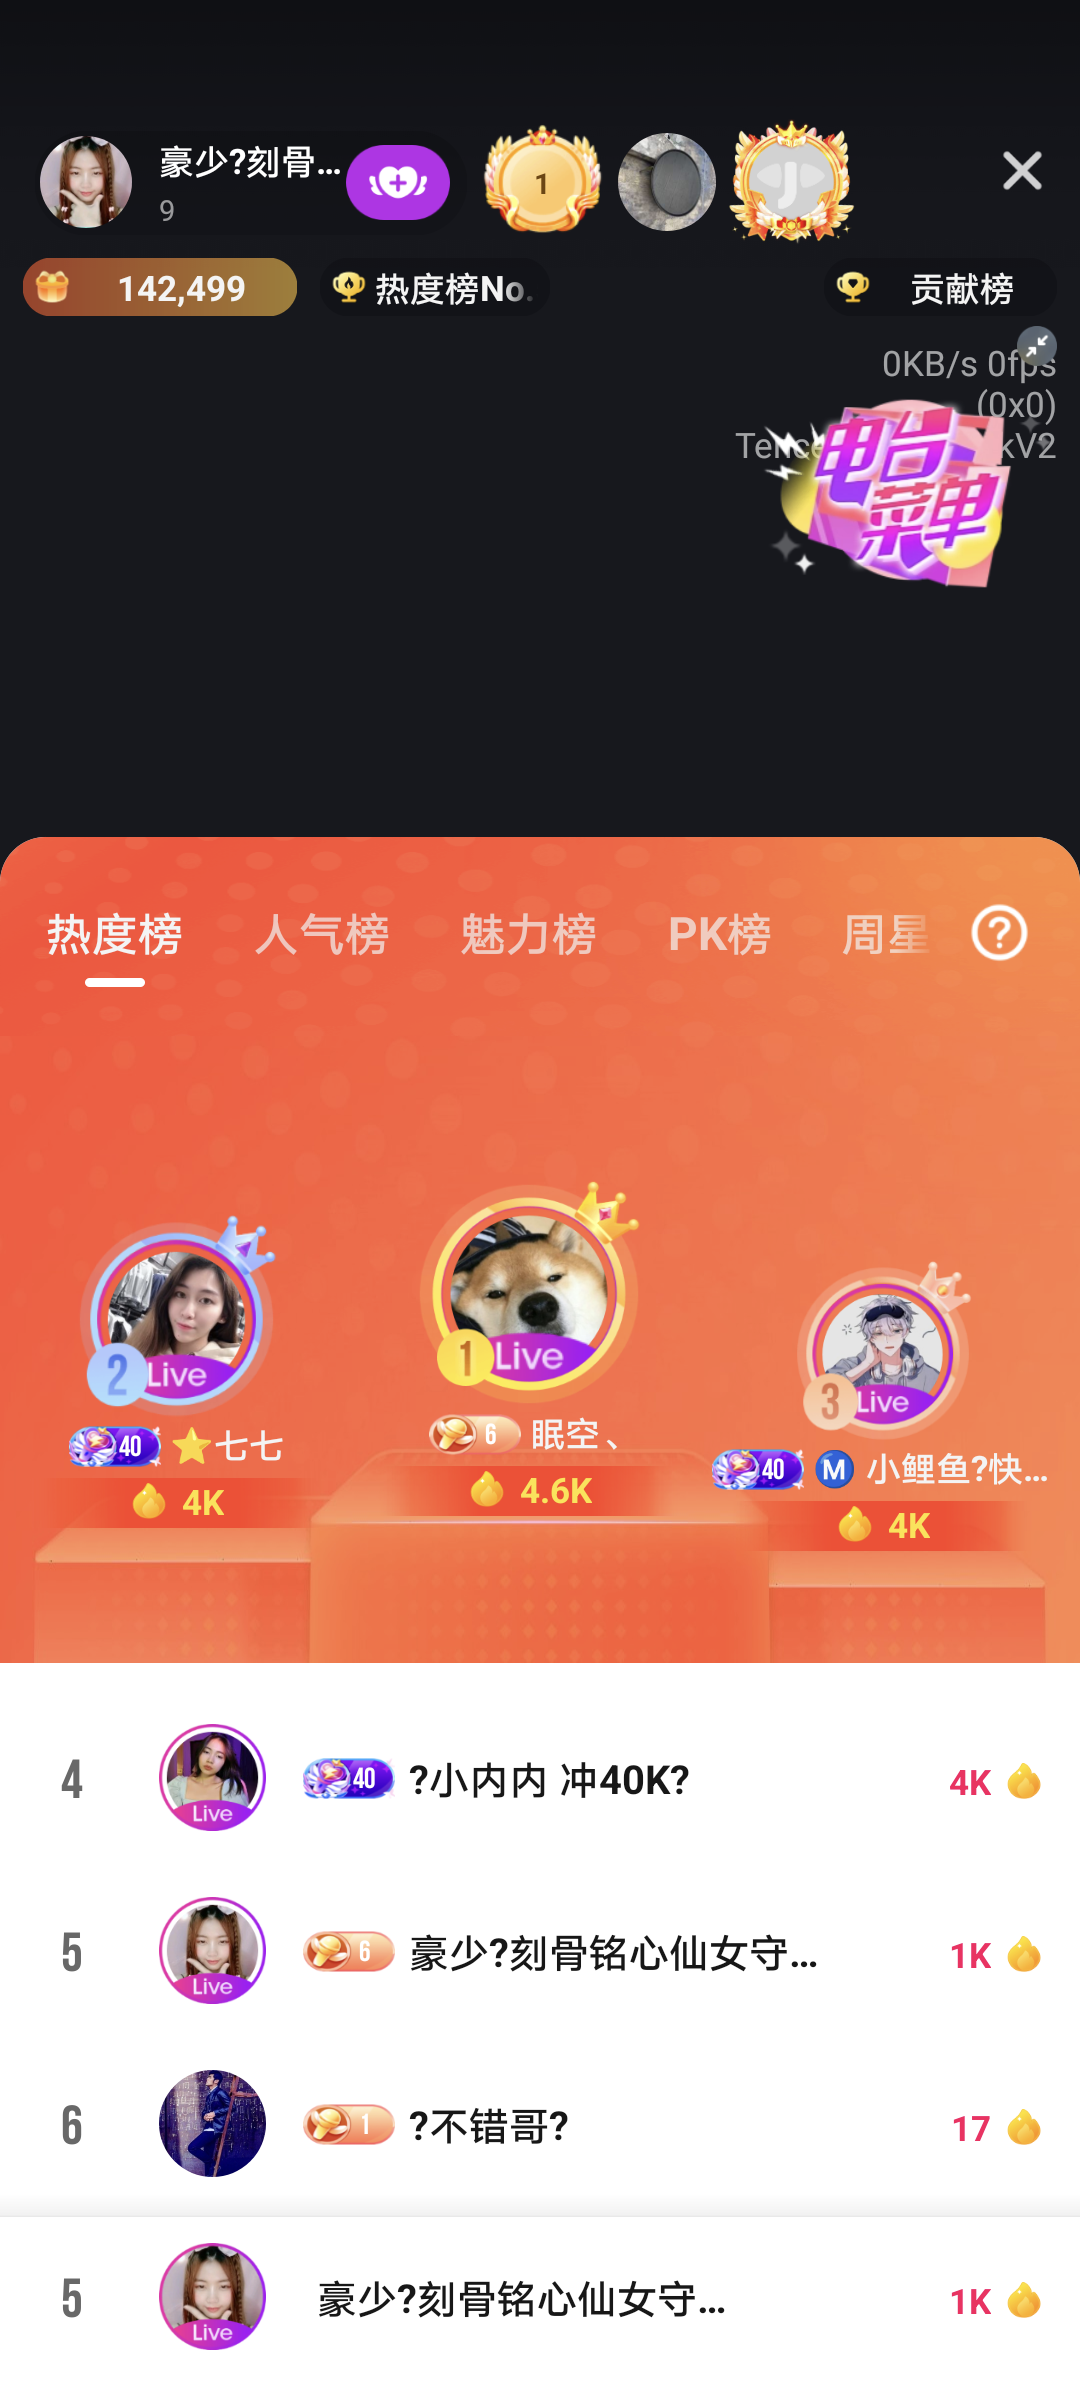 豪少?刻骨...
9
1
142,499
热度榜No.
贡献榜
0KB/s 0fps
(0x0)
电台
菜单
kV2
热度榜 人气榜 魅力榜 PK榜 周星
2 Live
1 Live
3 Live
40 ⭐七七
6 眠空、
40 M 小鲤鱼?快...
4K
4.6K
4K
4 Live 40 ?小内内 冲40K? 4K
5 Live 6 豪少?刻骨铭心仙女守... 1K
6 1 ?不错哥? 17
5 Live 豪少?刻骨铭心仙女守... 1K